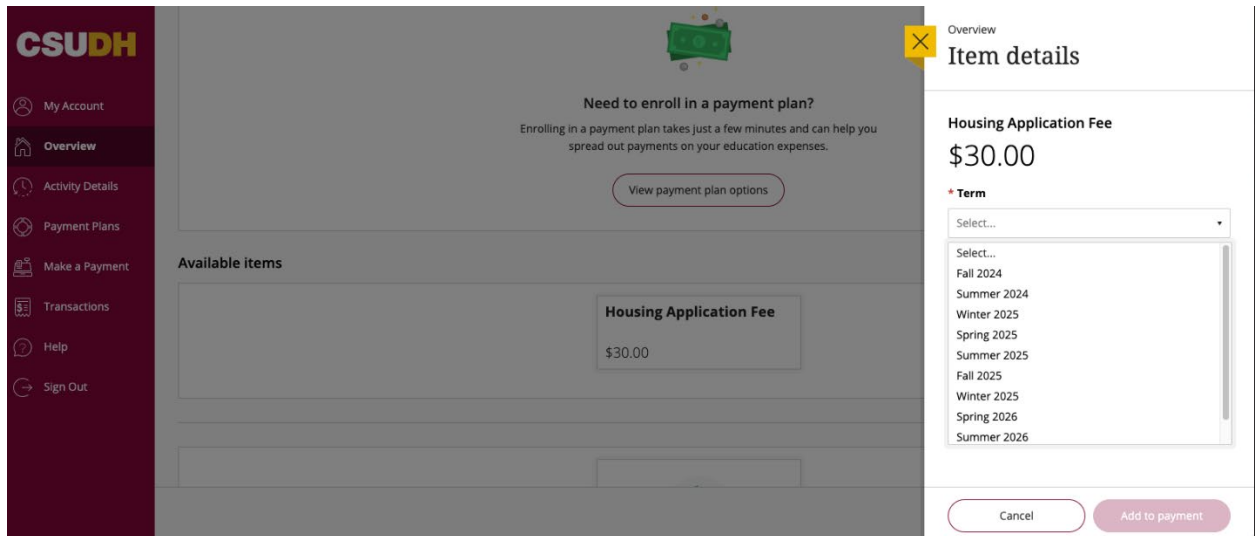 CSUDH
My Account
Overview
Activity Details
Payment Plans
Make a Payment
Transactions
Help
Sign Out
Need to enroll in a payment plan?
Enrolling in a payment plan takes just a few minutes and can help you
spread out payments on your education expenses.
View payment plan options
Available items
Housing Application Fee
$30.00
Overview
Item details
Housing Application Fee
$30.00
* Term
Select...
Select...
Fall 2024
Summer 2024
Winter 2025
Spring 2025
Summer 2025
Fall 2025
Winter 2025
Spring 2026
Summer 2026
Cancel
Add to payment